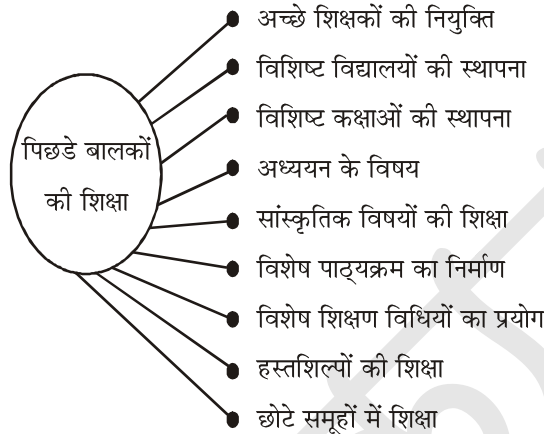 अच्छे शिक्षकों की नियुक्ति
विशिष्ट विद्यालयों की स्थापना
विशिष्ट कक्षाओं की स्थापना
पिछडे बालकों
की शिक्षा
अध्ययन के विषय
सांस्कृतिक विषयों की शिक्षा
विशेष पाठ्यक्रम का निर्माण
विशेष शिक्षण विधियों का प्रयोग
हस्तशिल्पों की शिक्षा
छोटे समूहों में शिक्षा